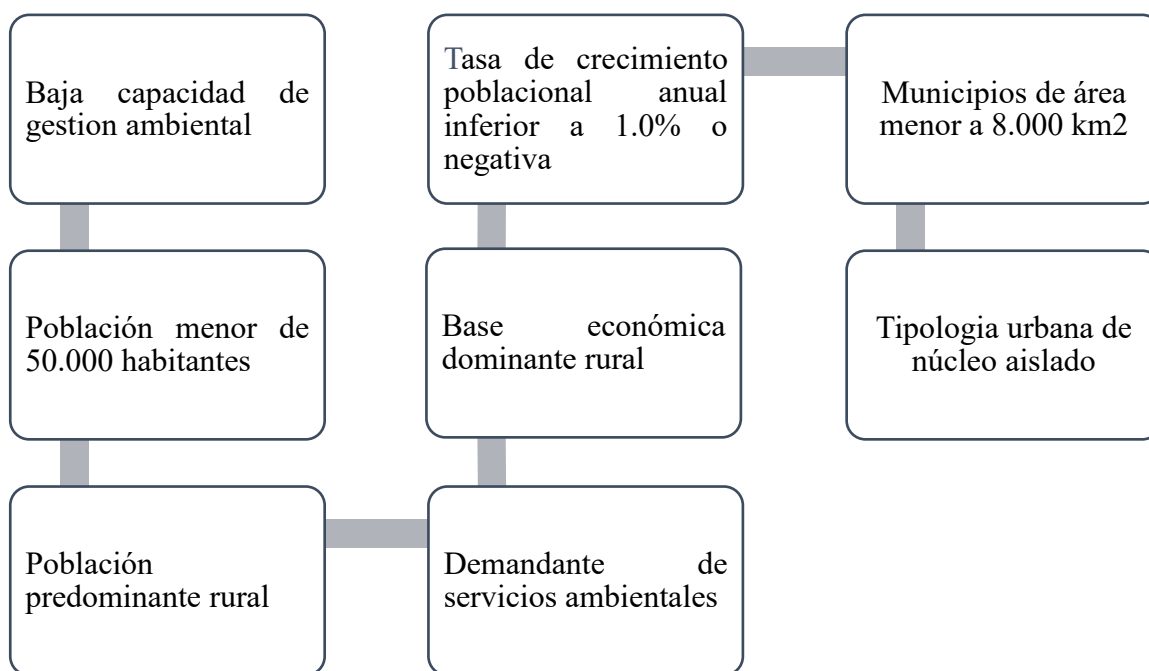 Baja capacidad de
gestion ambiental
Población menor de
50.000 habitantes
Población
predominante rural
Demandante de
servicios ambientales
Base económica
dominante rural
Tasa de crecimiento
poblacional anual
inferior a 1.0% o
negativa
Municipios de área
menor a 8.000 km2
Tipologia urbana de
núcleo aislado